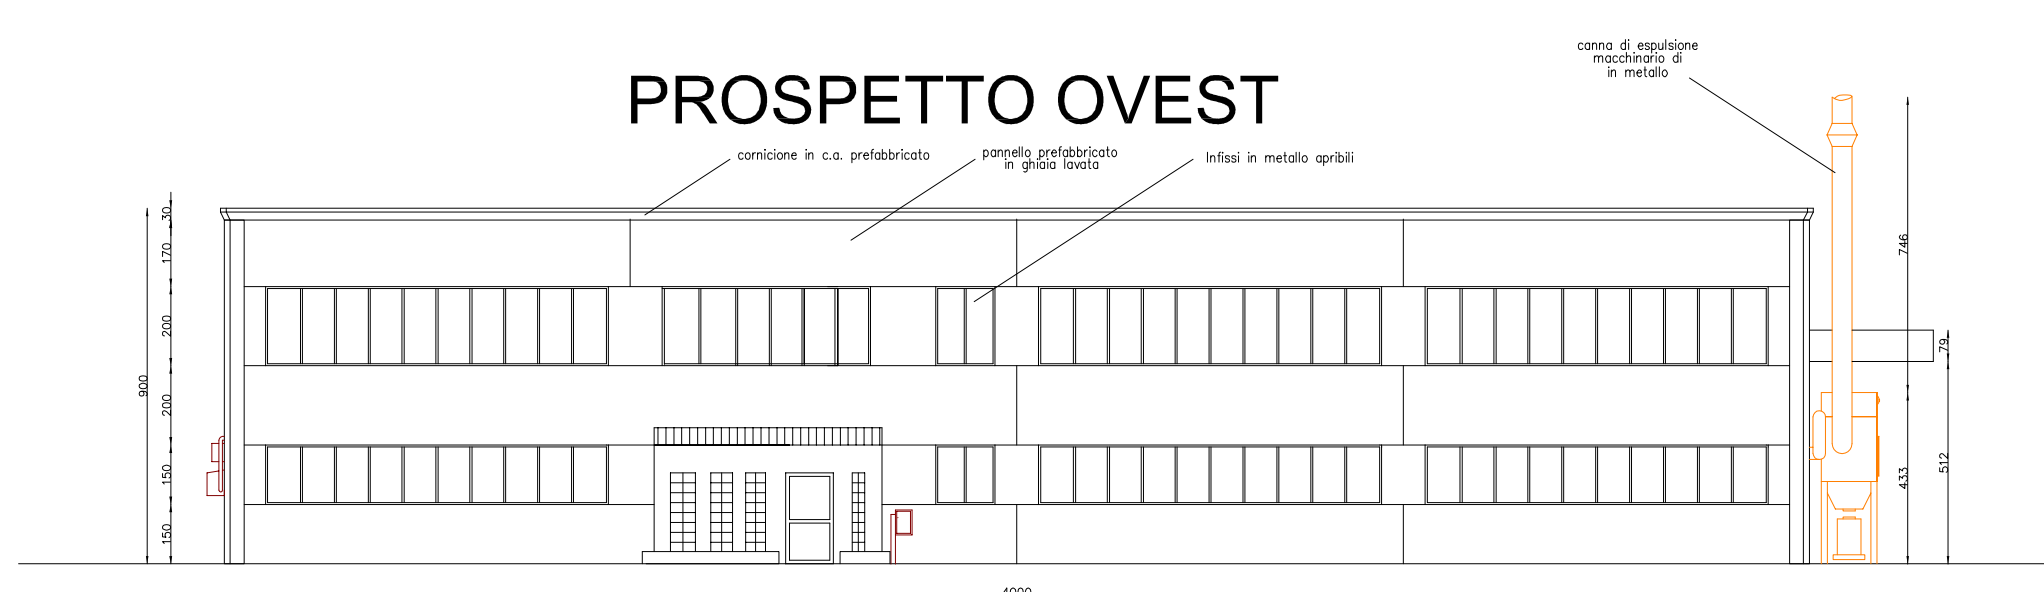 canna di espulsione
macchinario di
in metallo
PROSPETTO OVEST
cornicione in c.a. prefabbricato
pannello prefabbricato
in ghiaia lavata
Infissi in metallo apribili
30
170
200
900
200
150
150
746
79
433
512
4000